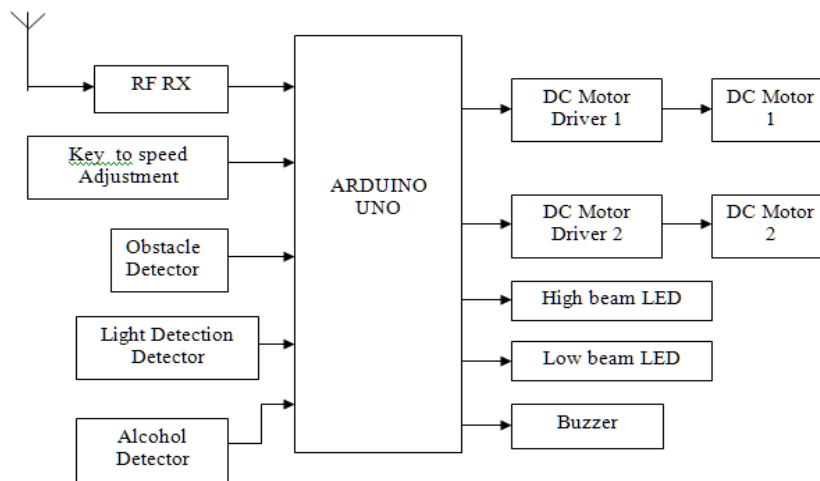 RF RX
Key to speed
Adjustment
Obstacle
Detector
Light Detection
Detector
Alcohol
Detector
ARDUINO
UNO
DC Motor
Driver 1
DC Motor
1
DC Motor
Driver 2
DC Motor
2
High beam LED
Low beam LED
Buzzer